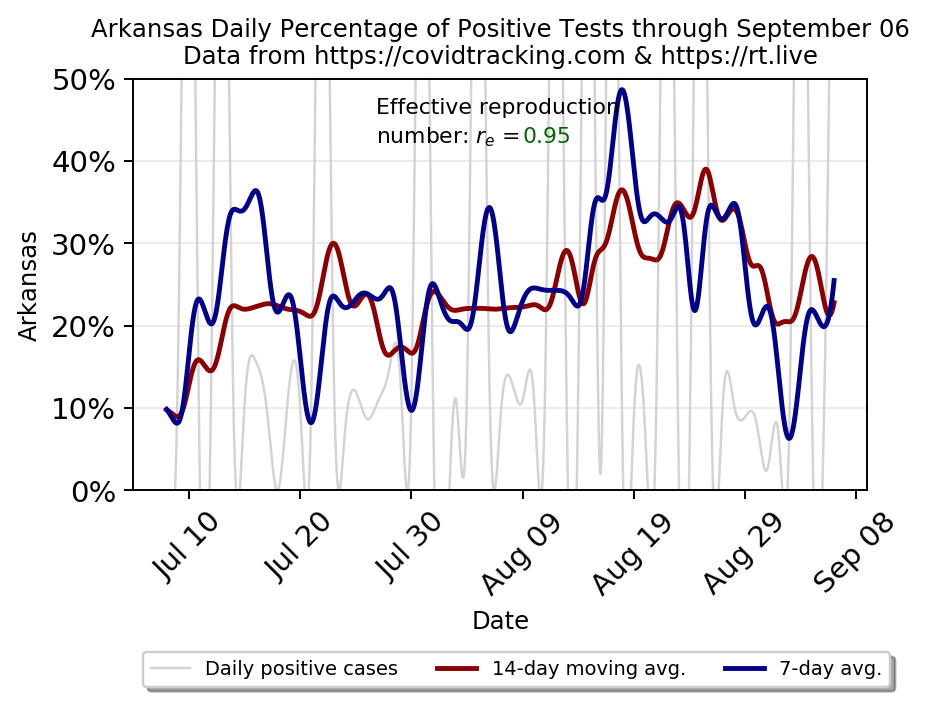 Arkansas Daily Percentage of Positive Tests through September 06
Data from https://covidtracking.com & https://rt.live
50%
Effective reproduction
number: rₑ =0.95
40%
30%
20%
10%
0%
Arkansas
Jul 10
Jul 20
Jul 30
Aug 09
Aug 19
Aug 29
Sep 08
Date
Daily positive cases
14-day moving avg.
7-day avg.